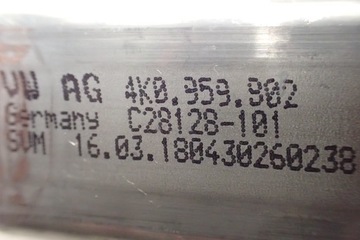 VW AG 4K0.959.902
Germany C28128-101
SVM 16.03.180430260238